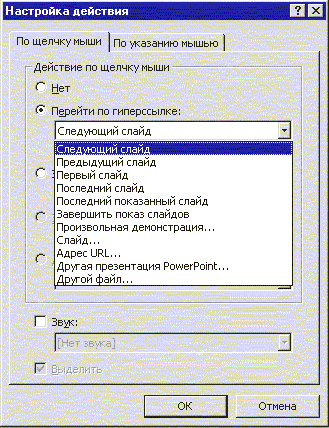 Настройка действия
По щелчку мыши По указанию мышью
Действие по щелчку мыши
Нет
Перейти по гиперссылке:
Следующий слайд
Следующий слайд
Предыдущий слайд
Первый слайд
Последний слайд
Последний показанный слайд
Завершить показ слайдов
Произвольная демонстрация...
Слайд...
Адрес URL...
Другая презентация PowerPoint...
Другой файл...
Звук:
[Нет звука]
Выделить
ОК Отмена